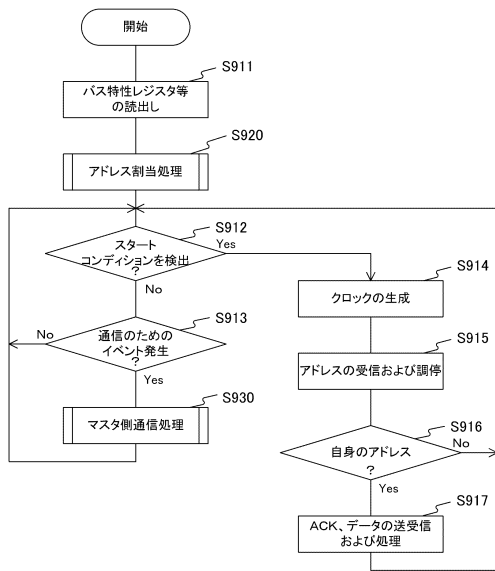 開始
S911
バス特性レジスタ等
の読出し
S920
アドレス割当処理
S912
スタート
コンディションを検出
?
Yes
No
S914
クロックの生成
S913
通信のための
イベント発生
?
No
Yes
S915
アドレスの受信および調停
S930
マスタ側通信処理
S916
自身のアドレス
?
No
Yes
S917
ACK、データの送受信
および処理